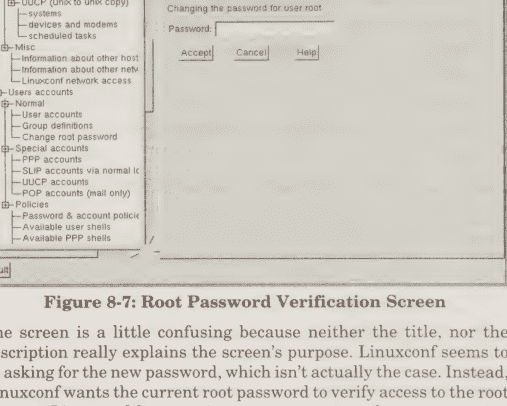 UUCP (Unix to unix copy)
systems
devices and modems
scheduled tasks
Misc
Information about other host
Information about other netw
Linuxconf network access
Users accounts
Normal
User accounts
Group definitions
Change root password
Special accounts
PPP accounts
SLIP accounts via normal lo
UUCP accounts
POP accounts (mail only)
Policies
Password & account policie
Available user shells
Available PPP shells
Changing the password for user root
Password:
Accept Cancel Help
uit
Figure 8-7: Root Password Verification Screen
he screen is a little confusing because neither the title, nor the
scription really explains the screen's purpose. Linuxconf seems to
asking for the new password, which isn't actually the case. Instead,
inuxconf wants the current root password to verify access to the root